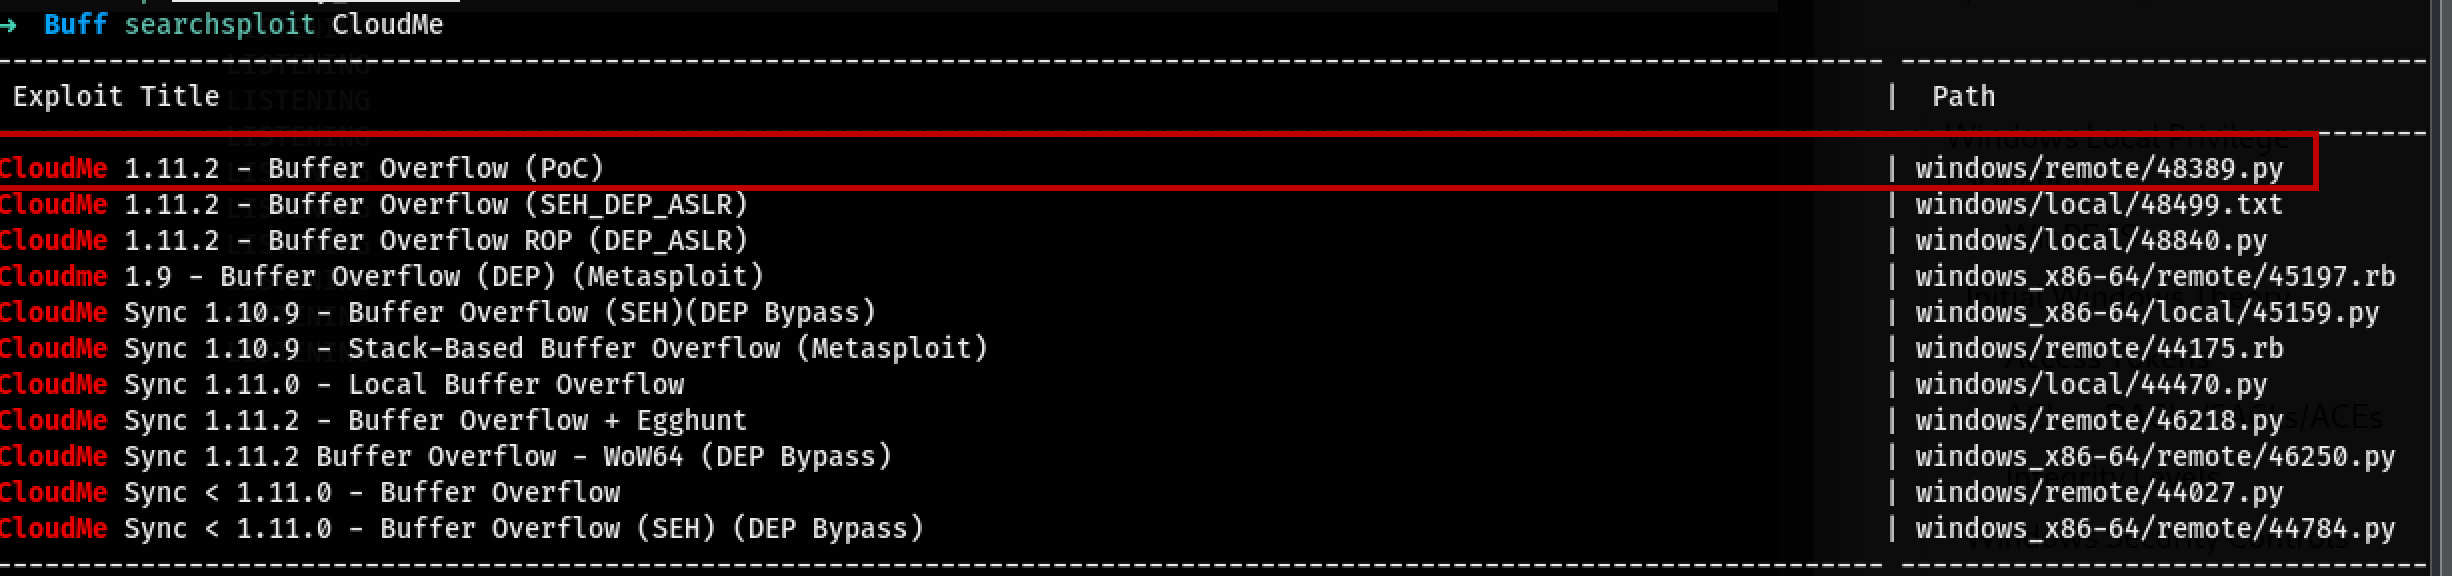 → Buff searchsploit CloudMe
Exploit Title | Path
CloudMe 1.11.2 - Buffer Overflow (PoC) | windows/remote/48389.py
CloudMe 1.11.2 - Buffer Overflow (SEH_DEP_ASLR) | windows/local/48499.txt
CloudMe 1.11.2 - Buffer Overflow ROP (DEP_ASLR) | windows/local/48840.py
Cloudme 1.9 - Buffer Overflow (DEP) (Metasploit) | windows_x86-64/remote/45197.rb
CloudMe Sync 1.10.9 - Buffer Overflow (SEH)(DEP Bypass) | windows_x86-64/local/45159.py
CloudMe Sync 1.10.9 - Stack-Based Buffer Overflow (Metasploit) | windows/remote/44175.rb
CloudMe Sync 1.11.0 - Local Buffer Overflow | windows/local/44470.py
CloudMe Sync 1.11.2 - Buffer Overflow + Egghunt | windows/remote/46218.py
CloudMe Sync 1.11.2 Buffer Overflow - WoW64 (DEP Bypass) | windows_x86-64/remote/46250.py
CloudMe Sync < 1.11.0 - Buffer Overflow | windows/remote/44027.py
CloudMe Sync < 1.11.0 - Buffer Overflow (SEH) (DEP Bypass) | windows_x86-64/remote/44784.py